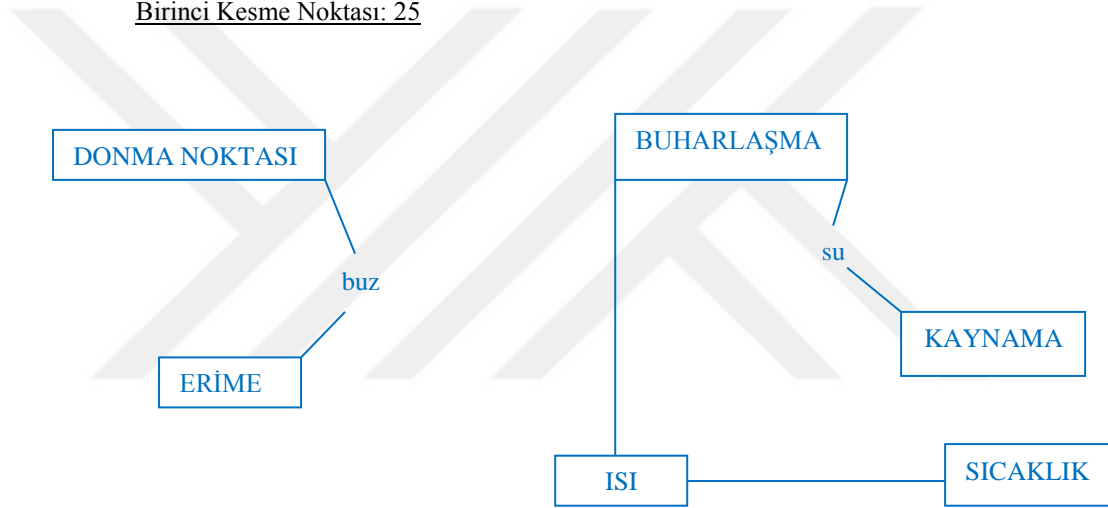 Birinci Kesme Noktası: 25
DONMA NOKTASI
BUHARLAŞMA
su
buz
KAYNAMA
ERİME
ISI
SICAKLIK